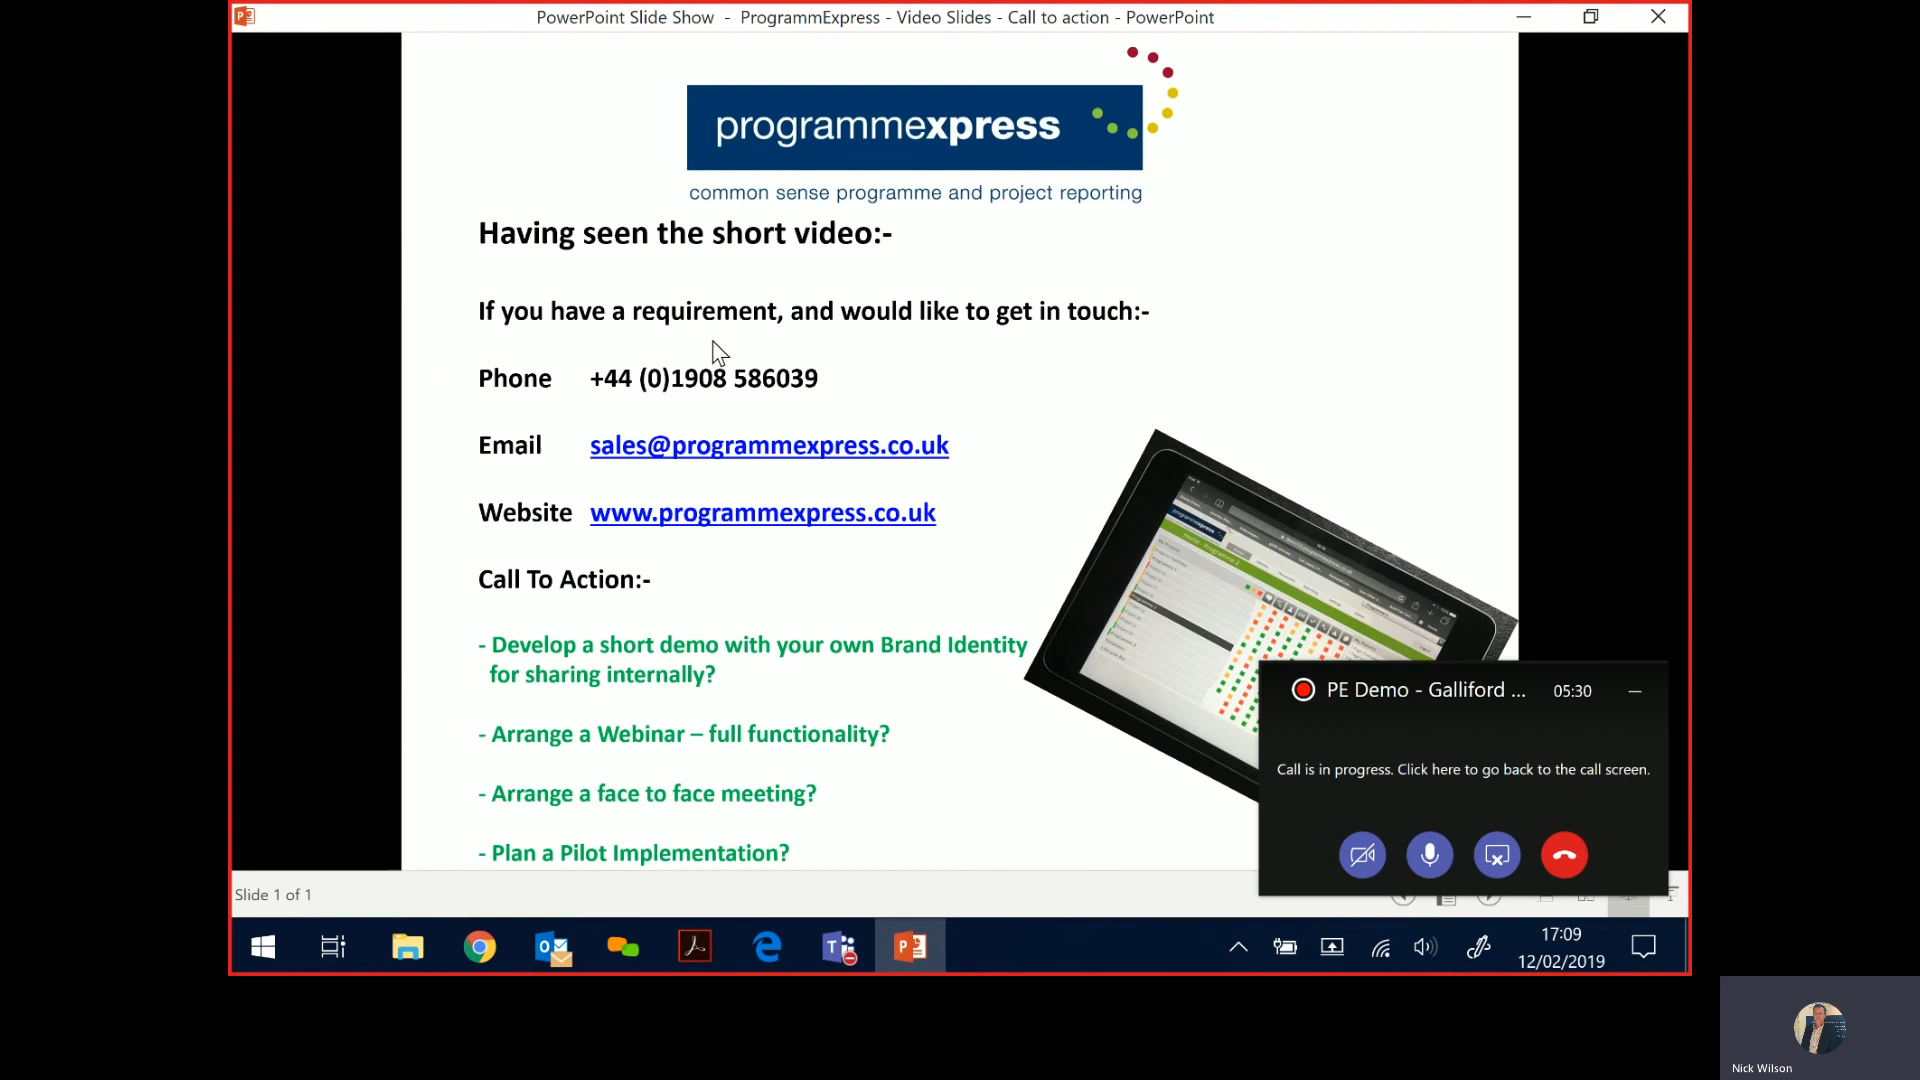 PowerPoint Slide Show - ProgrammExpress - Video Slides - Call to action - PowerPoint
programmexpress
common sense programme and project reporting
Having seen the short video:-
If you have a requirement, and would like to get in touch:-
Phone +44 (0)1908 586039
Email sales@programmexpress.co.uk
Website www.programmexpress.co.uk
Call To Action:-
- Develop a short demo with your own Brand Identity
for sharing internally?
- Arrange a Webinar – full functionality?
- Arrange a face to face meeting?
- Plan a Pilot Implementation?
programmexpress
Home - Programme 2
PE Demo - Galliford ... 05:30
Call is in progress. Click here to go back to the call screen.
Slide 1 of 1
17:09
12/02/2019
Nick Wilson